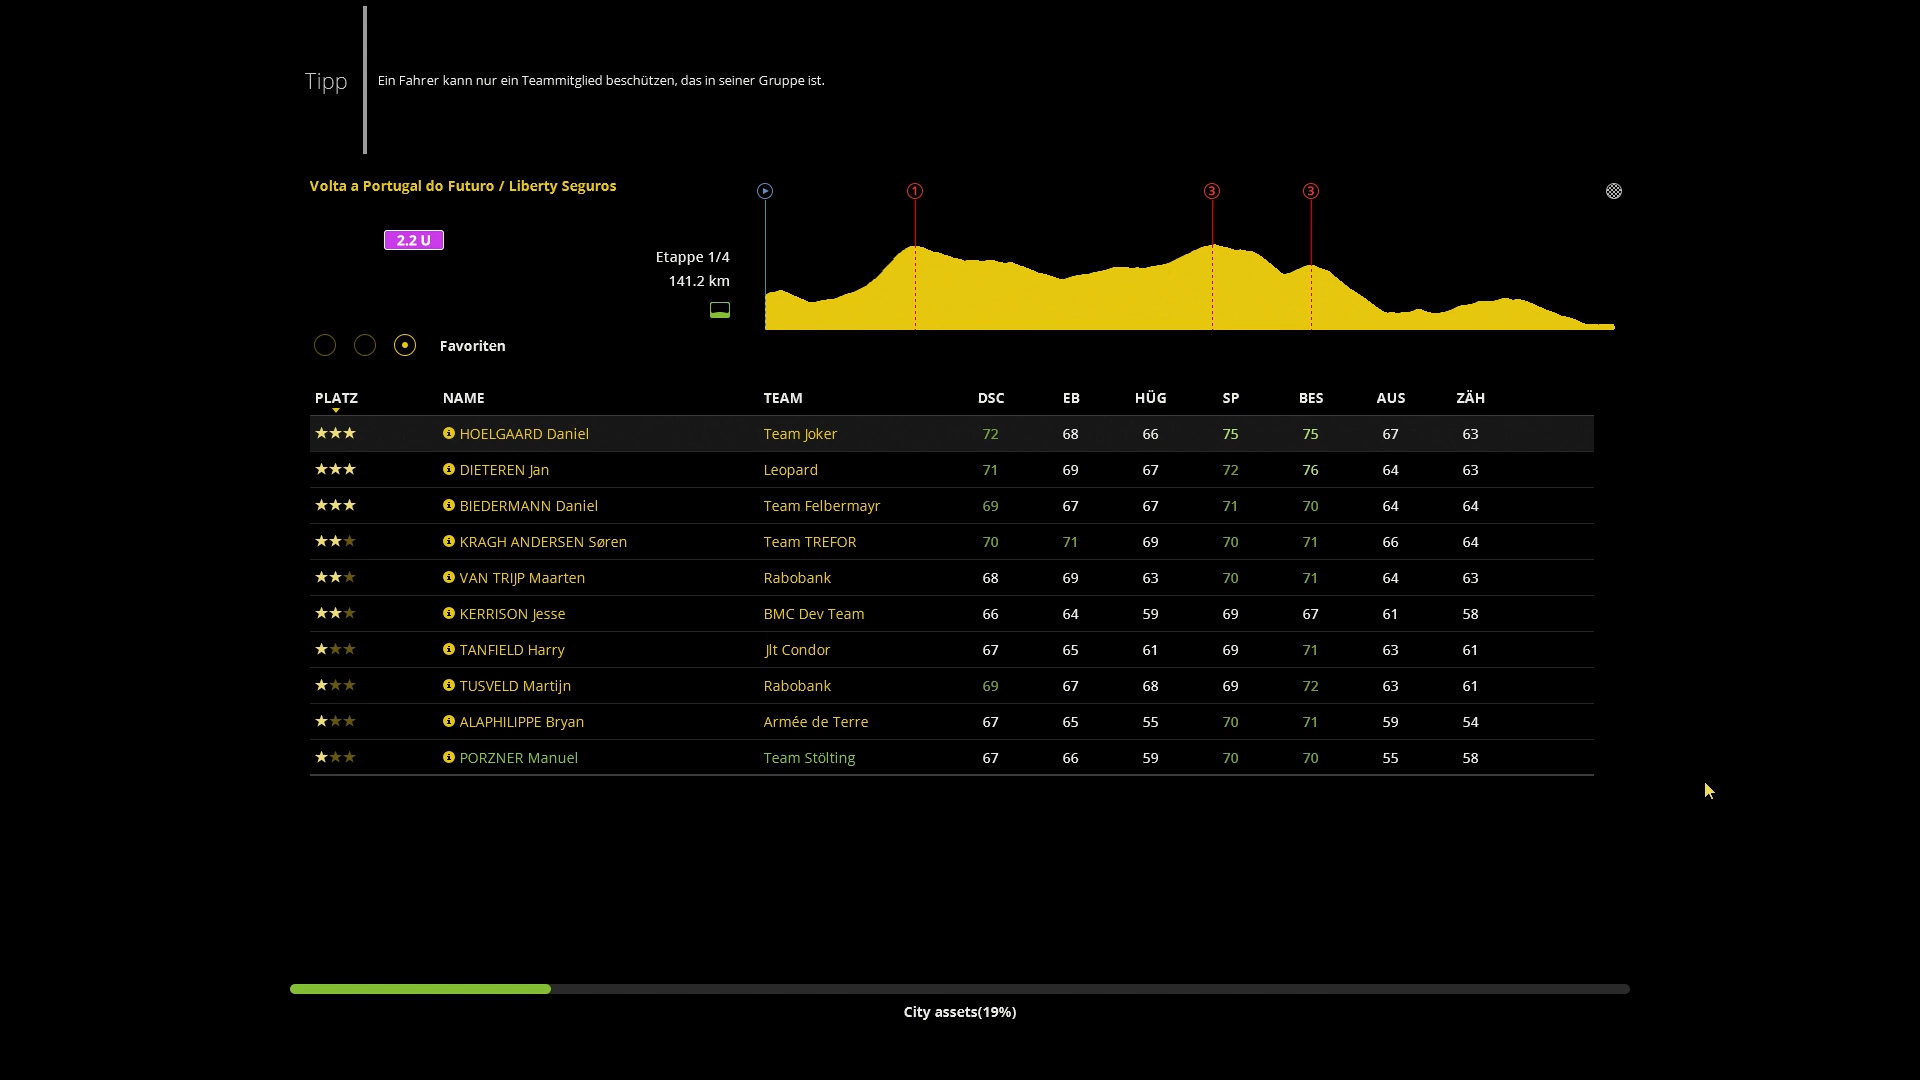 Tipp
Ein Fahrer kann nur ein Teammitglied beschützen, das in seiner Gruppe ist.
Volta a Portugal do Futuro / Liberty Seguros
1 3 3
2.2 U
Etappe 1/4
141.2 km
Favoriten
PLATZ NAME TEAM DSC EB HÜG SP BES AUS ZÄH
HOELGAARD Daniel Team Joker 72 68 66 75 75 67 63
DIETEREN Jan Leopard 71 69 67 72 76 64 63
BIEDERMANN Daniel Team Felbermayr 69 67 67 71 70 64 64
KRAGH ANDERSEN Søren Team TREFOR 70 71 69 70 71 66 64
VAN TRIJP Maarten Rabobank 68 69 63 70 71 64 63
KERRISON Jesse BMC Dev Team 66 64 59 69 67 61 58
TANFIELD Harry Jlt Condor 67 65 61 69 71 63 61
TUSVELD Martijn Rabobank 69 67 68 69 72 63 61
ALAPHILIPPE Bryan Armée de Terre 67 65 55 70 71 59 54
PORZNER Manuel Team Stölting 67 66 59 70 70 55 58
City assets(19%)